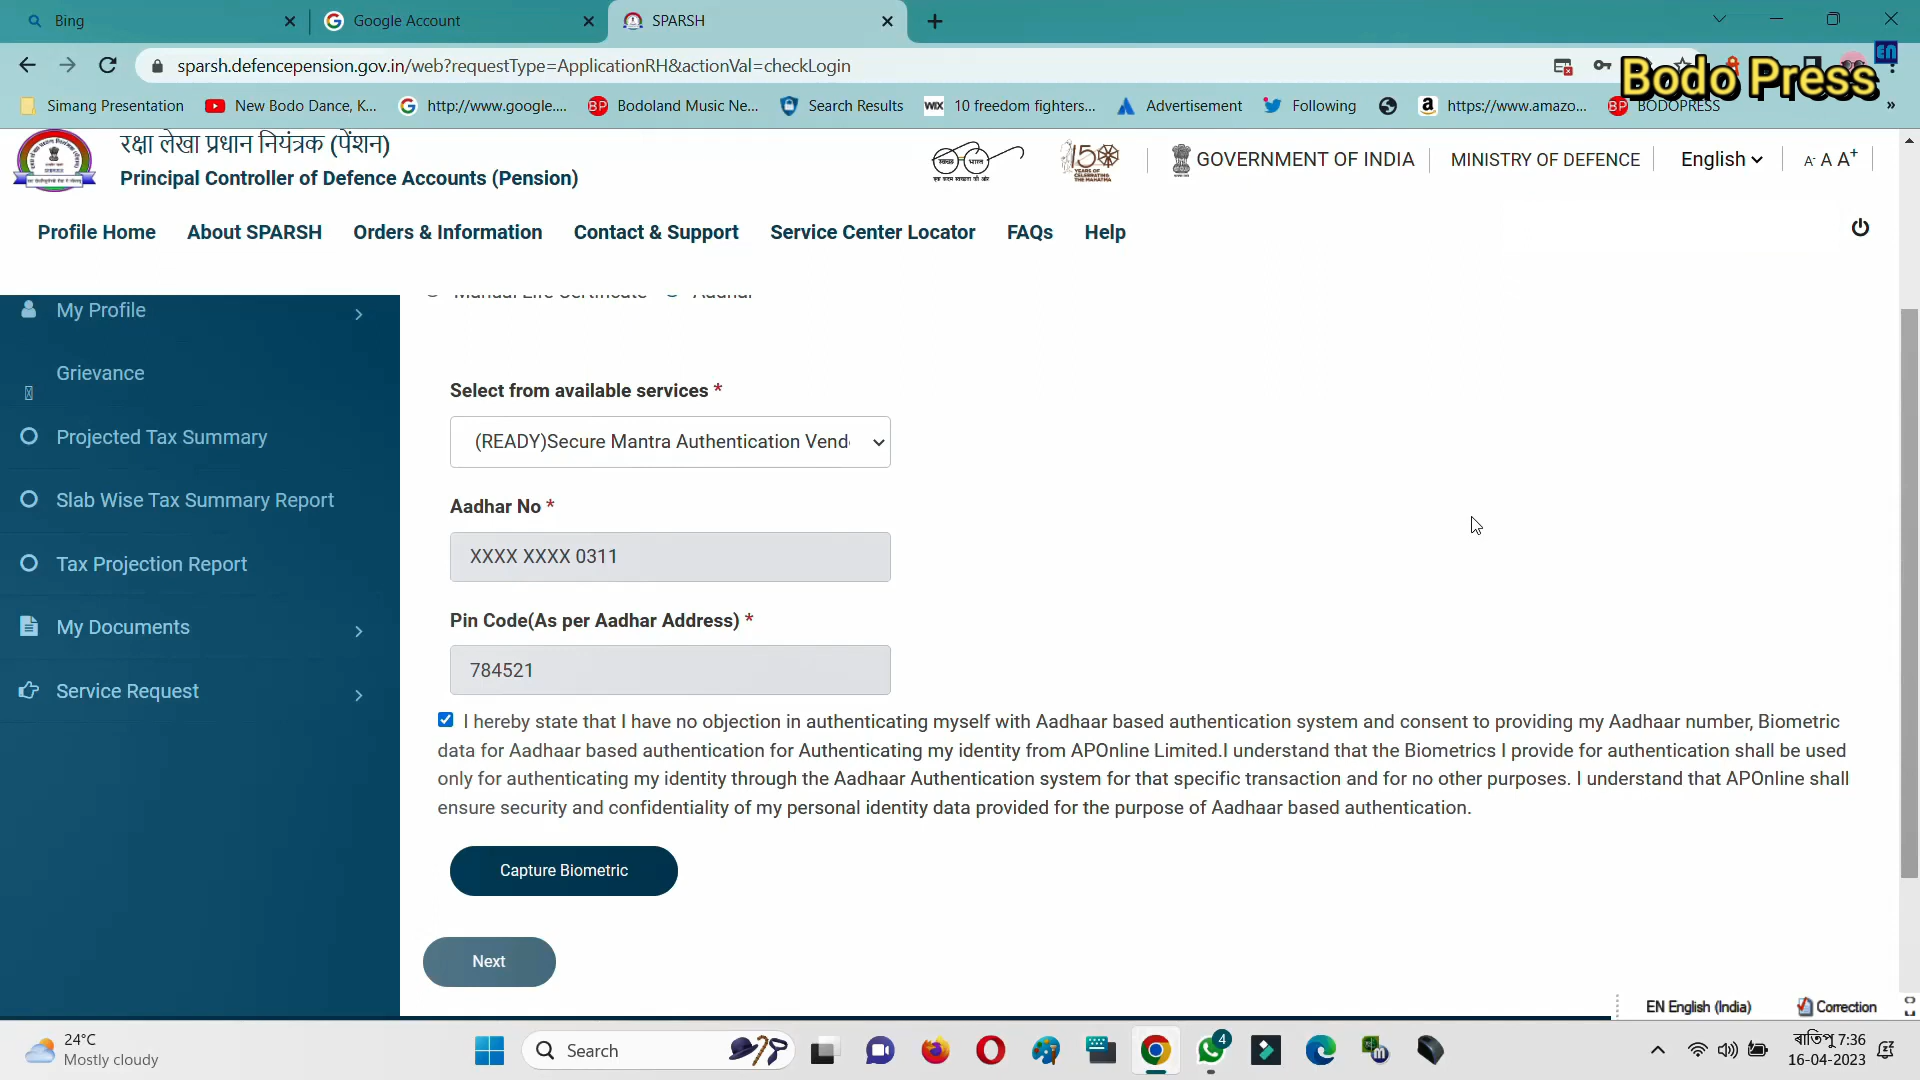 Bing
Google Account
SPARSH
sparsh.defencepension.gov.in/web?requestType=ApplicationRH&actionVal=checkLogin
EN
Bodo Press
Simang Presentation
New Bodo Dance, K...
http://www.google....
Bodoland Music Ne...
Search Results
10 freedom fighters...
Advertisement
Following
https://www.amazo...
BODOPRESS
रक्षा लेखा प्रधान नियंत्रक (पेंशन)
Principal Controller of Defence Accounts (Pension)
GOVERNMENT OF INDIA
MINISTRY OF DEFENCE
English
A- A A+
Profile Home
About SPARSH
Orders & Information
Contact & Support
Service Center Locator
FAQs
Help
My Profile
Grievance
Projected Tax Summary
Slab Wise Tax Summary Report
Tax Projection Report
My Documents
Service Request
Select from available services *
(READY)Secure Mantra Authentication Vend
Aadhar No *
XXXX XXXX 0311
Pin Code(As per Aadhar Address) *
784521
I hereby state that I have no objection in authenticating myself with Aadhaar based authentication system and consent to providing my Aadhaar number, Biometric
data for Aadhaar based authentication for Authenticating my identity from APOnline Limited.I understand that the Biometrics I provide for authentication shall be used
only for authenticating my identity through the Aadhaar Authentication system for that specific transaction and for no other purposes. I understand that APOnline shall
ensure security and confidentiality of my personal identity data provided for the purpose of Aadhaar based authentication.
Capture Biometric
Next
EN English (India)
Correction
24°C
Mostly cloudy
Search
4
ৰাতিপু 7:36
16-04-2023